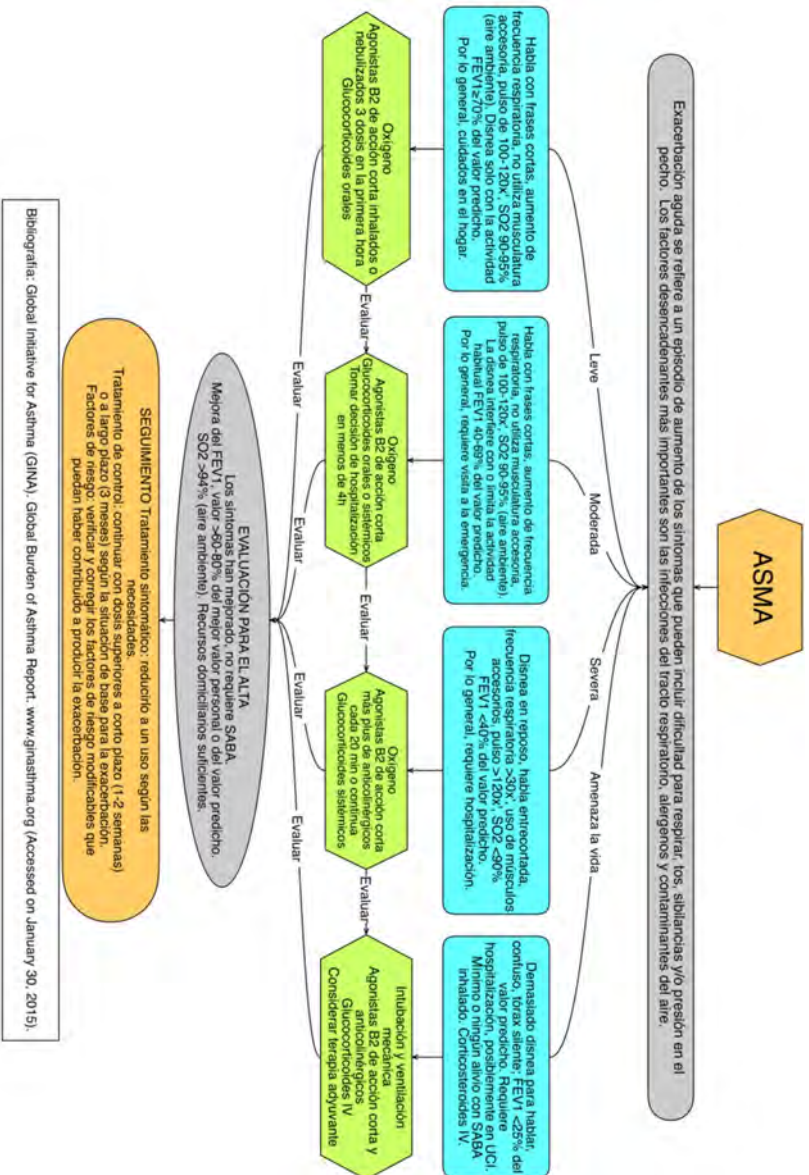 ASMA
Exacerbación aguda se refiere a un episodio de aumento de los síntomas que pueden incluir dificultad para respirar, tos, sibilancias y/o presión en el
pecho. Los factores desencadenantes más importantes son las infecciones del tracto respiratorio, alergenos y contaminantes del aire.
Leve
Moderada
Severa
Amenaza la vida
Habla con frases cortas, aumento de
frecuencia respiratoria, no utiliza musculatura
accesoria, pulso de 100-120x', SO2 90-95%
(aire ambiente). Disnea solo con la actividad
FEV1≥70% del valor predicho.
Por lo general, cuidados en el hogar.
Habla con frases cortas, aumento de frecuencia
respiratoria, no utiliza musculatura accesoria,
pulso de 100-120x', SO2 90-95% (aire ambiente).
La disnea interfiere con o limita la actividad
habitual FEV1 40-69% del valor predicho
Por lo general, requiere visita a la emergencia.
Disnea en reposo, habla entrecortada,
frecuencia respiratoria >30x', uso de músculos
accesorios, pulso >120x', SO2 <90%
FEV1 <40% del valor predicho.
Por lo general, requiere hospitalización.
Demasiado disnea para hablar,
confuso, tórax silente; FEV1 <25% del
valor predicho. Requiere
hospitalización, posiblemente en UCI.
Mínimo o ningún alivio con SABA
inhalado. Corticosteroides IV.
Oxígeno
Agonistas B2 de acción corta inhalados o
nebulizados 3 dosis en la primera hora
Glucocorticoides orales
Evaluar
Oxígeno
Agonistas B2 de acción corta
Glucocorticoides orales o sistémicos
Tomar decisión de hospitalización
en menos de 4h
Evaluar
Oxígeno
Agonistas B2 de acción corta
más plus de anticolinérgicos
cada 20 min o continua
Glucocorticoides sistémicos
Evaluar
Intubación y ventilación
mecánica
Agonistas B2 de acción corta y
anticolinérgicos
Glucocorticoides IV
Considerar terapia adyuvante
Evaluar
Evaluar
Evaluar
Evaluar
EVALUACIÓN PARA EL ALTA
Los síntomas han mejorado, no requiere SABA
Mejora del FEV1, valor >60-80% del mejor valor personal o del valor predicho.
SO2 >94% (aire ambiente). Recursos domiciliarios suficientes.
SEGUIMIENTO Tratamiento sintomático: reducirlo a un uso según las
necesidades.
Tratamiento de control: continuar con dosis superiores a corto plazo (1-2 semanas)
o a largo plazo (3 meses) según la situación de base para la exacerbación.
Factores de riesgo: verificar y corregir los factores de riesgo modificables que
puedan haber contribuido a producir la exacerbación.
Bibliografía: Global Initiative for Asthma (GINA). Global Burden of Asthma Report. www.ginasthma.org (Accessed on January 30, 2015).